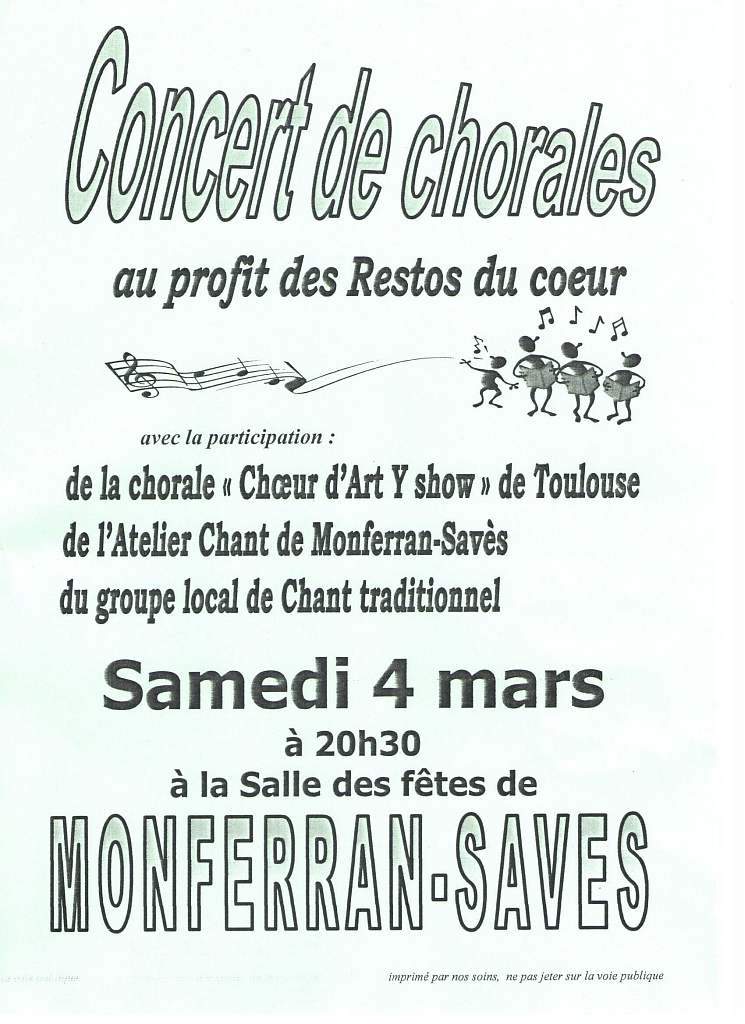 Concert de chorales
au profit des Restos du coeur
avec la participation :
de la chorale « Chœur d'Art Y show » de Toulouse
de l'Atelier Chant de Monferran-Savès
du groupe local de Chant traditionnel
Samedi 4 mars
à 20h30
à la Salle des fêtes de
MONFERRAN-SAVES
imprimé par nos soins, ne pas jeter sur la voie publique